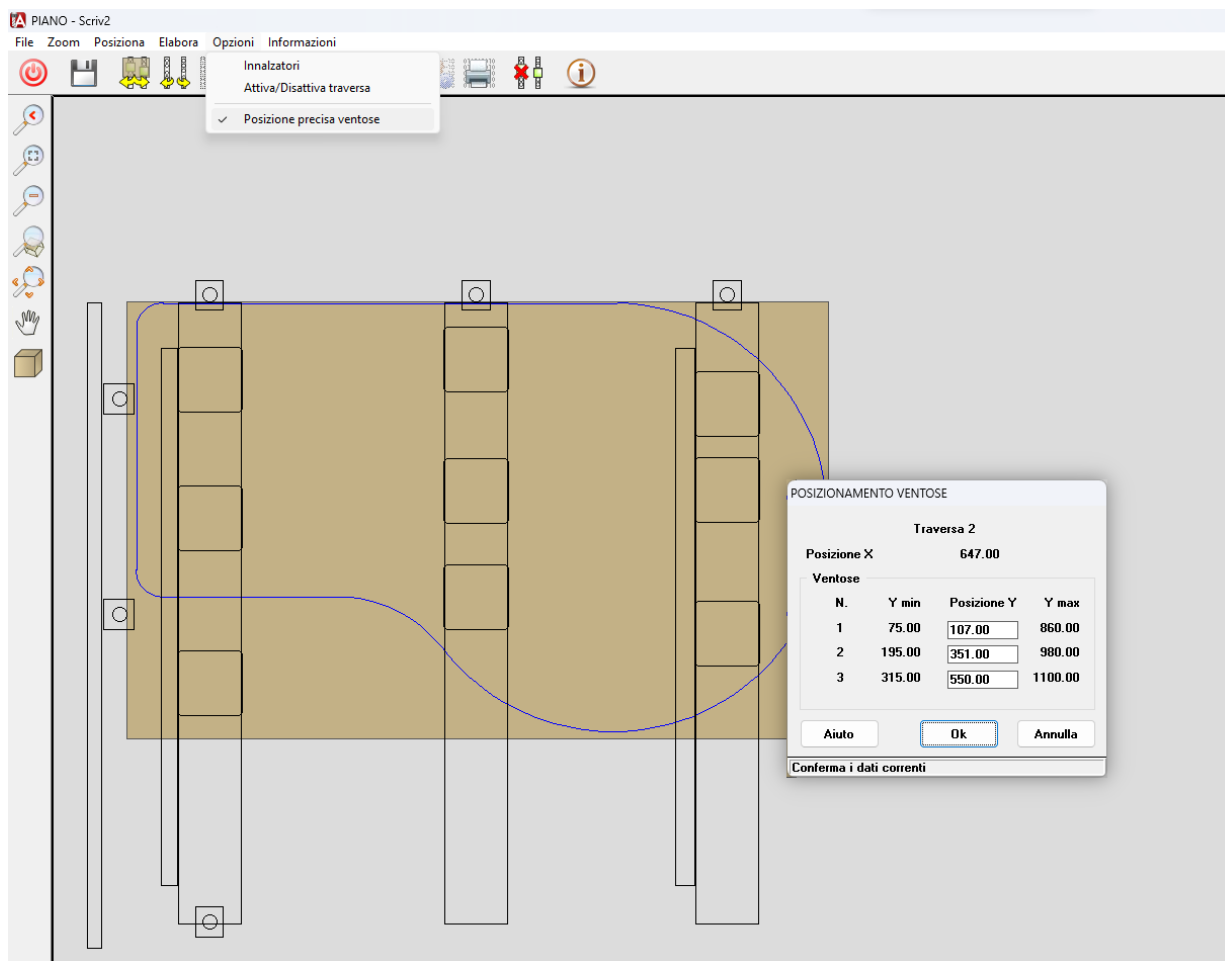 PIANO - Scriv2
File Zoom Posiziona Elabora Opzioni Informazioni
Innalzatori
Attiva/Disattiva traversa
Posizione precisa ventose
POSIZIONAMENTO VENTOSE
Traversa 2
Posizione X 647.00
Ventose
N. Y min Posizione Y Y max
1 75.00 107.00 860.00
2 195.00 351.00 980.00
3 315.00 550.00 1100.00
Aiuto Ok Annulla
Conferma i dati correnti